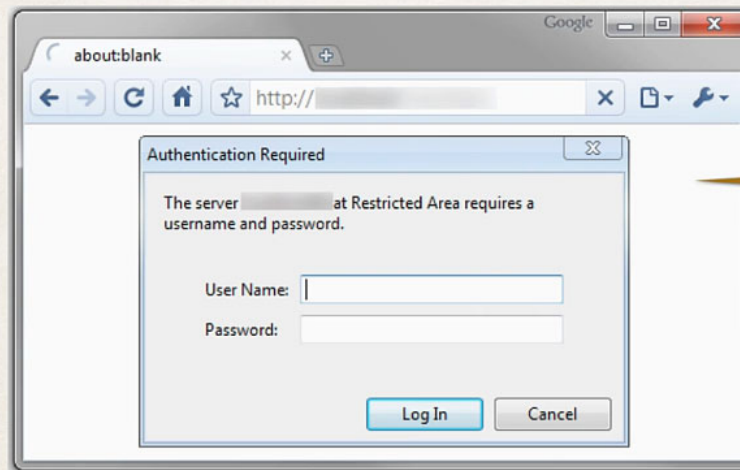 Google
about:blank
http://
Authentication Required
The server at Restricted Area requires a
username and password.
User Name:
Password:
Log In
Cancel